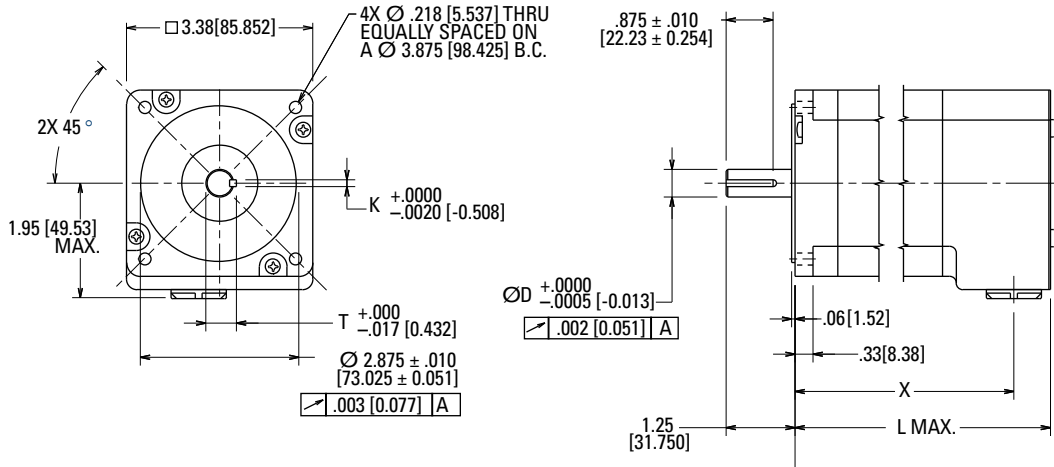 □ 3.38[85.852]
4X Ø .218 [5.537] THRU
EQUALLY SPACED ON
A Ø 3.875 [98.425] B.C.
2X 45°
1.95 [49.53]
MAX.
K +.0000
–.0020 [-0.508]
T +.000
–.017 [0.432]
Ø 2.875 ± .010
[73.025 ± 0.051]
.003 [0.077] A
.875 ± .010
[22.23 ± 0.254]
ØD +.0000
–.0005 [-0.013]
.002 [0.051] A
.06[1.52]
.33[8.38]
X
1.25
[31.750]
L MAX.